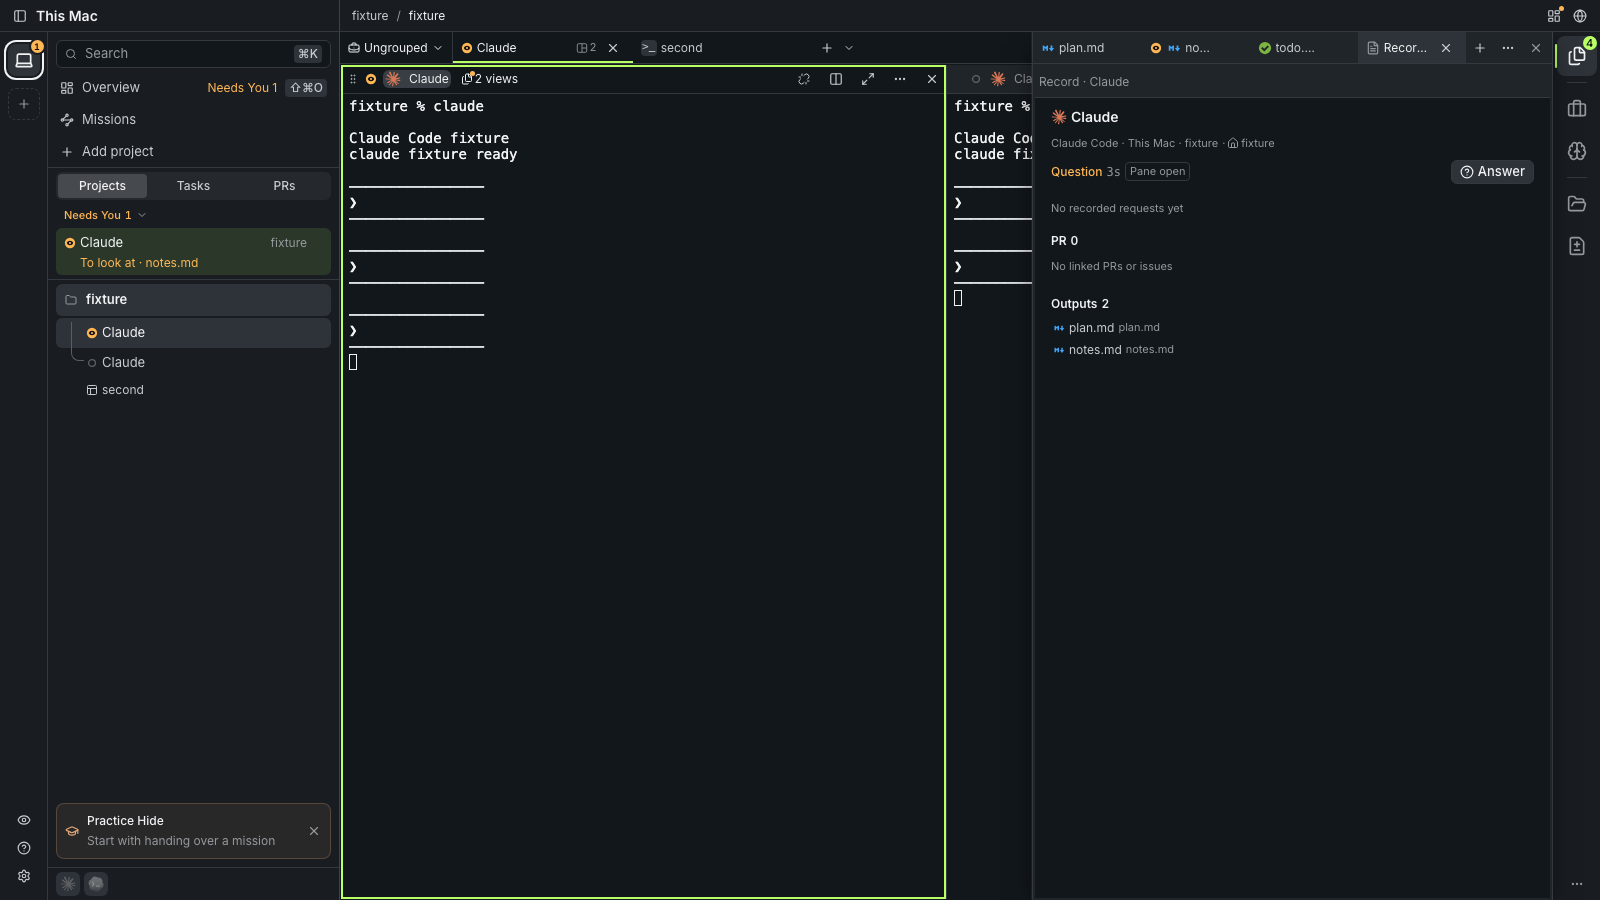 This Mac
fixture / fixture
1
Search ⌘K
Overview Needs You 1 ⇧⌘O
Missions
Add project
Projects Tasks PRs
Needs You 1
Claude fixture
To look at · notes.md
fixture
Claude
Claude
second
Practice Hide
Start with handing over a mission
Ungrouped
Claude 2
>_ second
Claude 2 views
fixture % claude
Claude Code fixture
claude fixture ready
❯
❯
❯
Cla
fixture %
Claude Co
claude fi
❯
❯
plan.md
no...
todo....
Recor...
4
Record · Claude
Claude
Claude Code · This Mac · fixture · fixture
Question 3s Pane open
Answer
No recorded requests yet
PR 0
No linked PRs or issues
Outputs 2
plan.md plan.md
notes.md notes.md